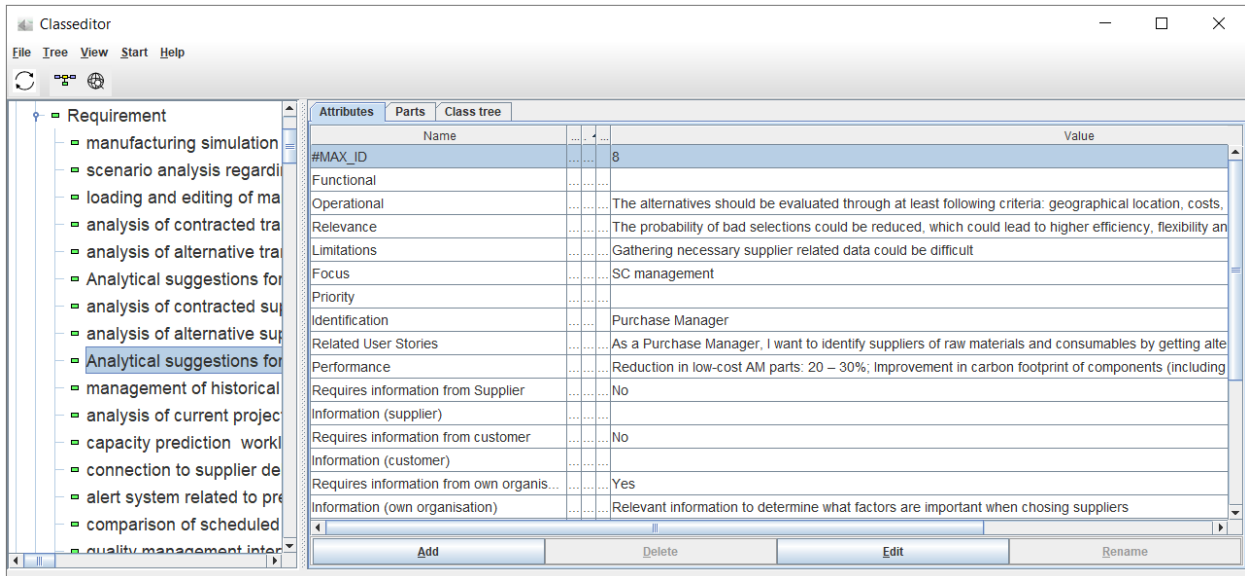 Classeditor
File Tree View Start Help
Requirement
manufacturing simulation
scenario analysis regardi
loading and editing of ma
analysis of contracted tra
analysis of alternative tra
Analytical suggestions for
analysis of contracted sup
analysis of alternative sup
Analytical suggestions for
management of historical
analysis of current projec
capacity prediction workl
connection to supplier de
alert system related to pre
comparison of scheduled
quality management inter
Attributes Parts Class tree
Name ... . ... Value
#MAX_ID ... ... 8
Functional ... ... ...
Operational ... ... ... The alternatives should be evaluated through at least following criteria: geographical location, costs,
Relevance ... ... ... The probability of bad selections could be reduced, which could lead to higher efficiency, flexibility an
Limitations ... ... ... Gathering necessary supplier related data could be difficult
Focus ... ... ... SC management
Priority ... ... ...
Identification ... ... Purchase Manager
Related User Stories ... ... ... As a Purchase Manager, I want to identify suppliers of raw materials and consumables by getting alte
Performance ... ... ... Reduction in low-cost AM parts: 20 – 30%; Improvement in carbon footprint of components (including
Requires information from Supplier ... ... ... No
Information (supplier) ... ... ...
Requires information from customer ... ... ... No
Information (customer) ... ... ...
Requires information from own organis... ... ... ... Yes
Information (own organisation) ... ... ... Relevant information to determine what factors are important when chosing suppliers
Add Delete Edit Rename